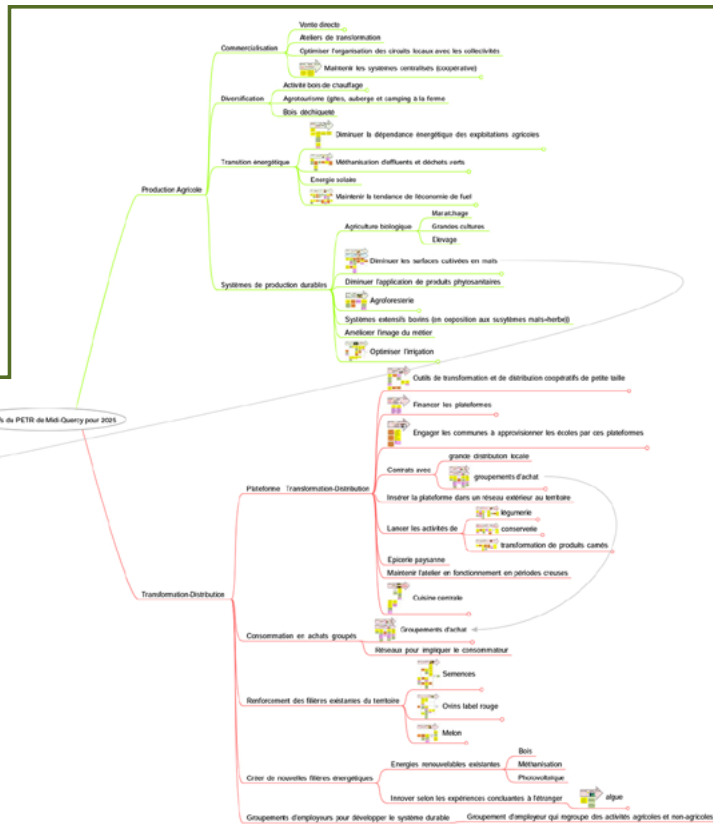 Vente directe
Ateliers de transformation
Commercialisation
Optimiser l'organisation des circuits locaux avec les collectivités
Maintenir les systèmes centralisés (coopérative)
Activité bois de chauffage
Diversification
Agrotourisme (gîtes, auberge et camping à la ferme
Bois déchiqueté
Diminuer la dépendance énergétique des exploitations agricoles
Transition énergétique
Méthanisation d'affluents et déchets verts
Energie solaire
Maintenir la tendance de l'économie de fuel
Production Agricole
Agriculture biologique
Maraîchage
Grandes cultures
Elevage
Diminuer les surfaces cultivées en maïs
Systèmes de production durables
Diminuer l'application de produits phytosanitaires
Agroforesterie
Systèmes extensifs bovins (en oeposition aux susytèmes maïs-herbe))
Améliorer l'image du métier
Optimiser l'irrigation
du PETR de Midi-Quercy pour 2025
Outils de transformation et de distribution coopératifs de petite taille
Financer les plateformes
Engager les communes à approvisionner les écoles par ces plateformes
Contrats avec
grande distribution locale
groupements d'achat
Plateforme Transformation-Distribution
Insérer la plateforme dans un réseau extérieur au territoire
Lancer les activités de
légumerie
conserverie
transformation de produits carnés
Epicerie paysanne
Maintenir l'atelier en fonctionnement en périodes creuses
Cuisine centrale
Transformation-Distribution
Consommation en achats groupés
Groupements d'achat
Réseaux pour impliquer le consommateur
Semences
Renforcement des filières existantes du territoire
Ovins label rouge
Melon
Créer de nouvelles filières énergétiques
Energies renouvelables existantes
Bois
Méthanisation
Photovoltaïque
Innover selon les expériences concluantes à l'étranger
algue
Groupements d'employeurs pour développer le système durable
Groupement d'employeur qui regroupe des activités agricoles et non-agricoles